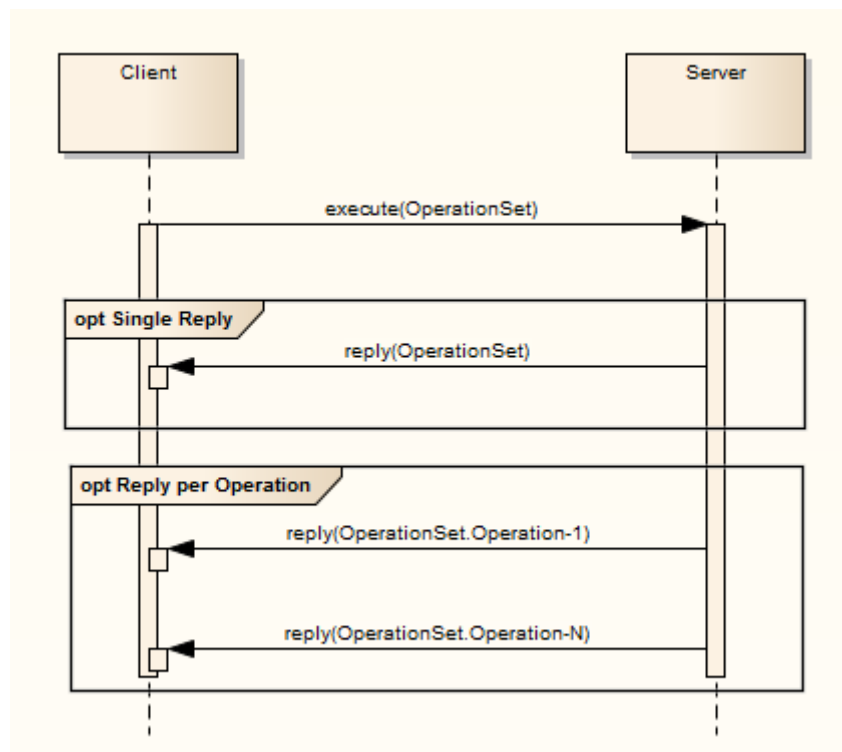 Client
Server
execute(OperationSet)
opt Single Reply
reply(OperationSet)
opt Reply per Operation
reply(OperationSet.Operation-1)
reply(OperationSet.Operation-N)